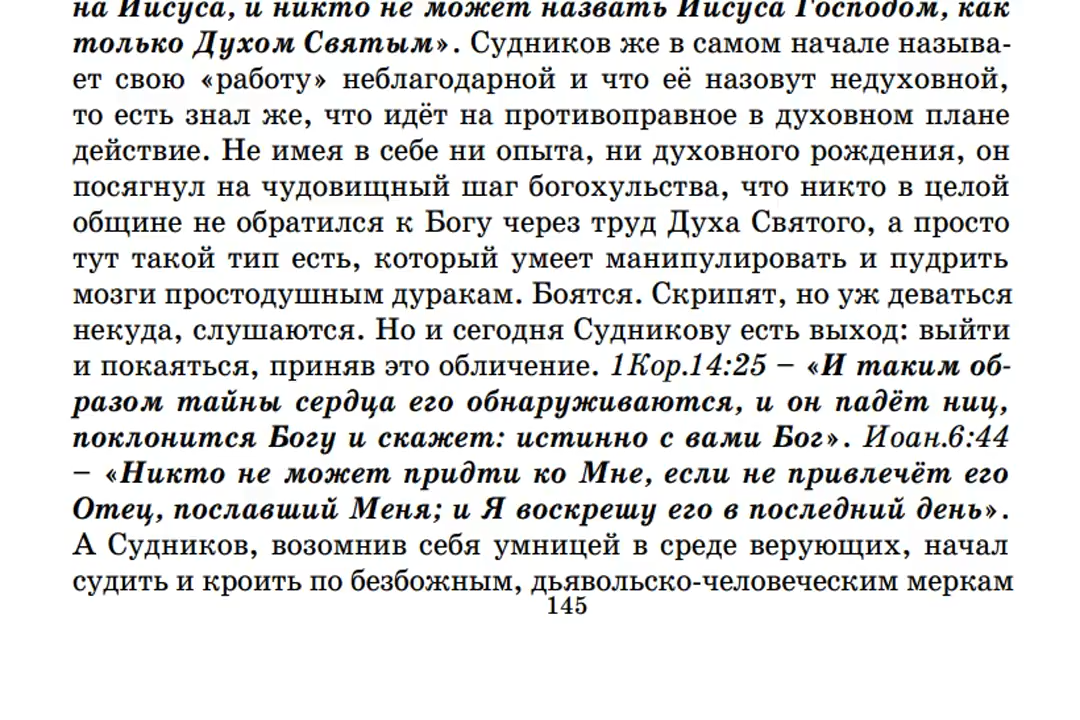 на Иисуса, и никто не может назвать Иисуса Господом, как
только Духом Святым». Судников же в самом начале называ-
ет свою «работу» неблагодарной и что её назовут недуховной,
то есть знал же, что идёт на противоправное в духовном плане
действие. Не имея в себе ни опыта, ни духовного рождения, он
посягнул на чудовищный шаг богохульства, что никто в целой
общине не обратился к Богу через труд Духа Святого, а просто
тут такой тип есть, который умеет манипулировать и пудрить
мозги простодушным дуракам. Боятся. Скрипят, но уж деваться
некуда, слушаются. Но и сегодня Судникову есть выход: выйти
и покаяться, приняв это обличение. 1Кор.14:25 – «И таким об-
разом тайны сердца его обнаруживаются, и он падёт ниц,
поклонится Богу и скажет: истинно с вами Бог». Иоан.6:44
– «Никто не может придти ко Мне, если не привлечёт его
Отец, пославший Меня; и Я воскрешу его в последний день».
А Судников, возомнив себя умницей в среде верующих, начал
судить и кроить по безбожным, дьявольско-человеческим меркам
145